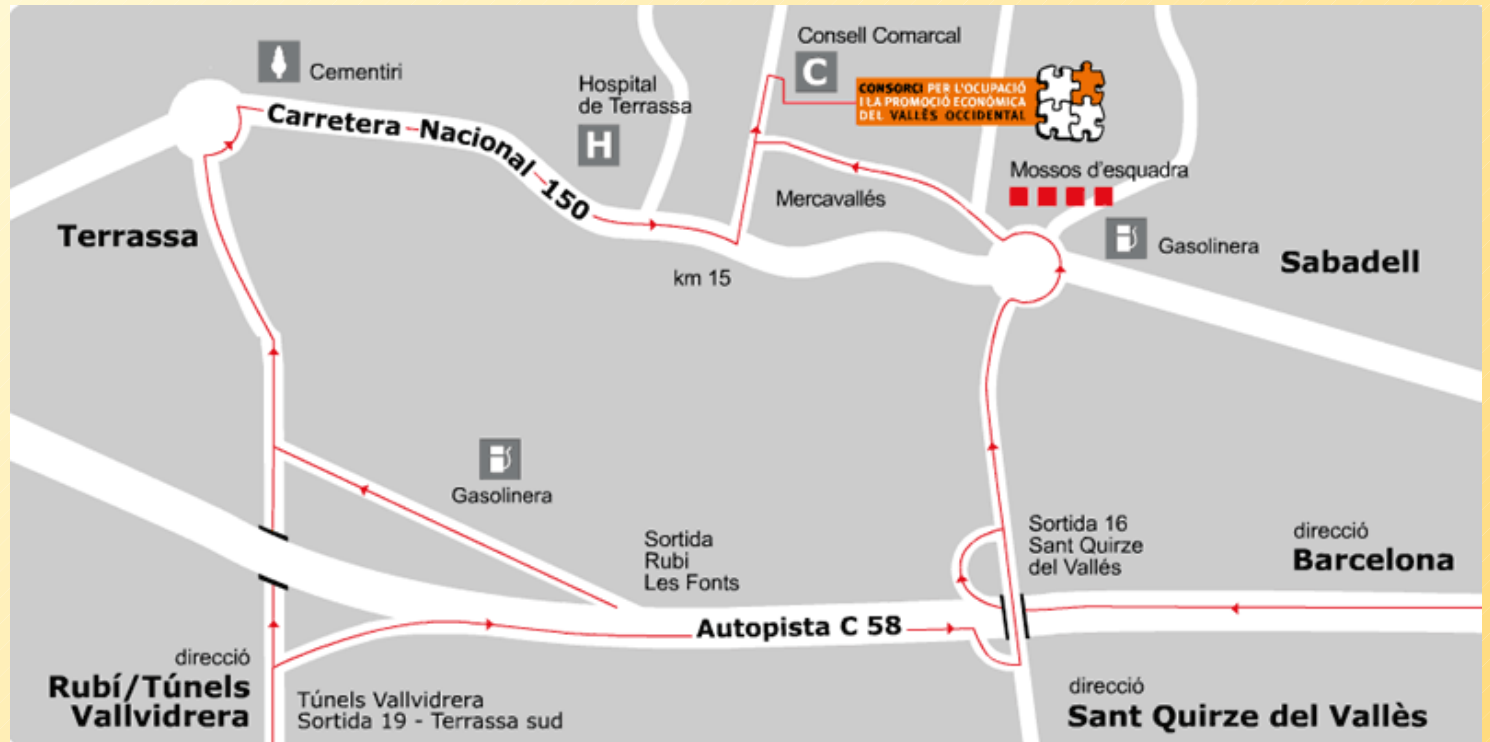 Consell Comarcal
C
Cementiri
Hospital
de Terrassa
H
CONSORCI PER L'OCUPACIÓ
I LA PROMOCIÓ ECONÒMICA
DEL VALLÈS OCCIDENTAL
Carretera Nacional 150
Mossos d'esquadra
Mercavallés
Terrassa
Gasolinera
Sabadell
km 15
Gasolinera
Sortida
Rubi
Les Fonts
Sortida 16
Sant Quirze
del Vallés
direcció
Barcelona
Autopista C 58
direcció
Rubí/Túnels
Vallvidrera
Túnels Vallvidrera
Sortida 19 - Terrassa sud
direcció
Sant Quirze del Vallès